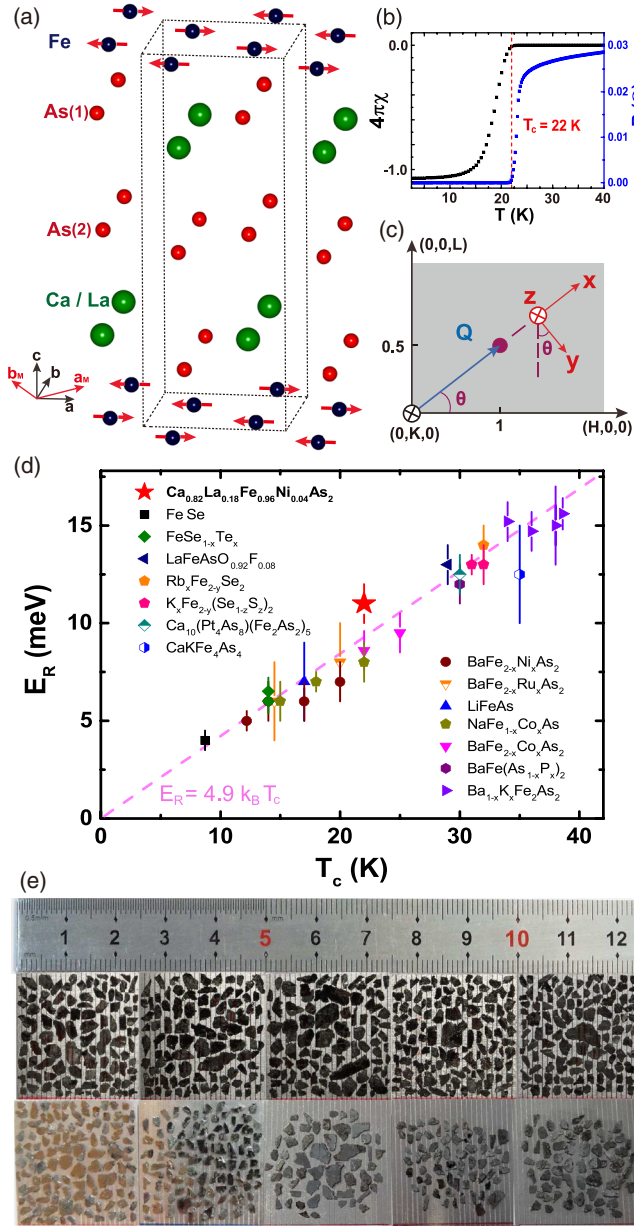 (a)
Fe
As(1)
As(2)
Ca / La
c
b
b_M
a_M
a
(b)
4πχ
0.0
-1.0
T_c = 22 K
0.03
0.02
0.01
0.00
10 20 30 40
T (K)
(c)
(0,0,L)
z
x
Q
y
θ
0.5
θ
(0,K,0)
1
(H,0,0)
(d)
Ca₀.₈₂La₀.₁₈Fe₀.₉₆Ni₀.₀₄As₂
FeSe
FeSe₁₋ₓTeₓ
LaFeAsO₀.₉₂F₀.₀₈
RbₓFe₂₋ᵧSe₂
KₓFe₂₋ᵧ(Se₁₋zSz)₂
Ca₁₀(Pt₄As₈)(Fe₂As₂)₅
CaKFe₄As₄
BaFe₂₋ₓNiₓAs₂
BaFe₂₋ₓRuₓAs₂
LiFeAs
NaFe₁₋ₓCoₓAs
BaFe₂₋ₓCoₓAs₂
BaFe(As₁₋ₓPₓ)₂
Ba₁₋ₓKₓFe₂As₂
E_R = 4.9 k_B T_c
E_R (meV)
15
10
5
0
0 10 20 30 40
T_c (K)
(e)
0.5mm
mm
mm
1 2 3 4 5 6 7 8 9 10 11 12